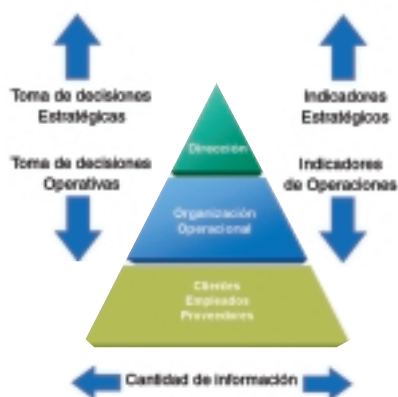 Toma de decisiones
Estratégicas
Indicadores
Estratégicos
Toma de decisiones
Operativas
Indicadores
de Operaciones
Dirección
Organización
Operacional
Clientes
Empleados
Proveedores
Cantidad de información